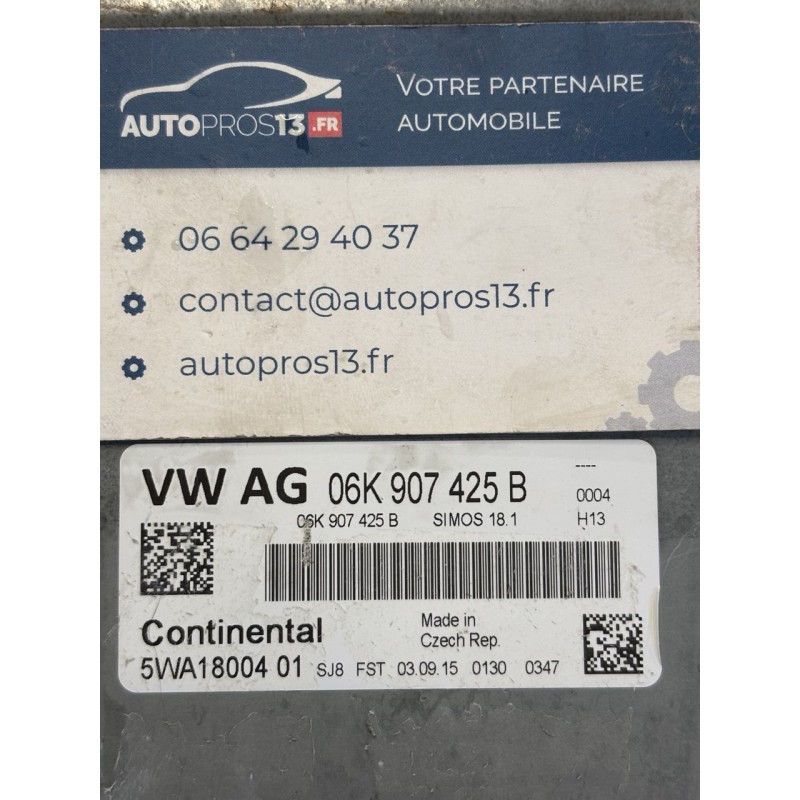 AUTOPROS13.FR
VOTRE PARTENAIRE
AUTOMOBILE
06 64 29 40 37
contact@autopros13.fr
autopros13.fr
VW AG 06K 907 425 B ----
0004
06K 907 425 B SIMOS 18.1 H13
Continental
Made in
Czech Rep.
5WA18004 01 SJ8 FST 03.09.15 0130 0347